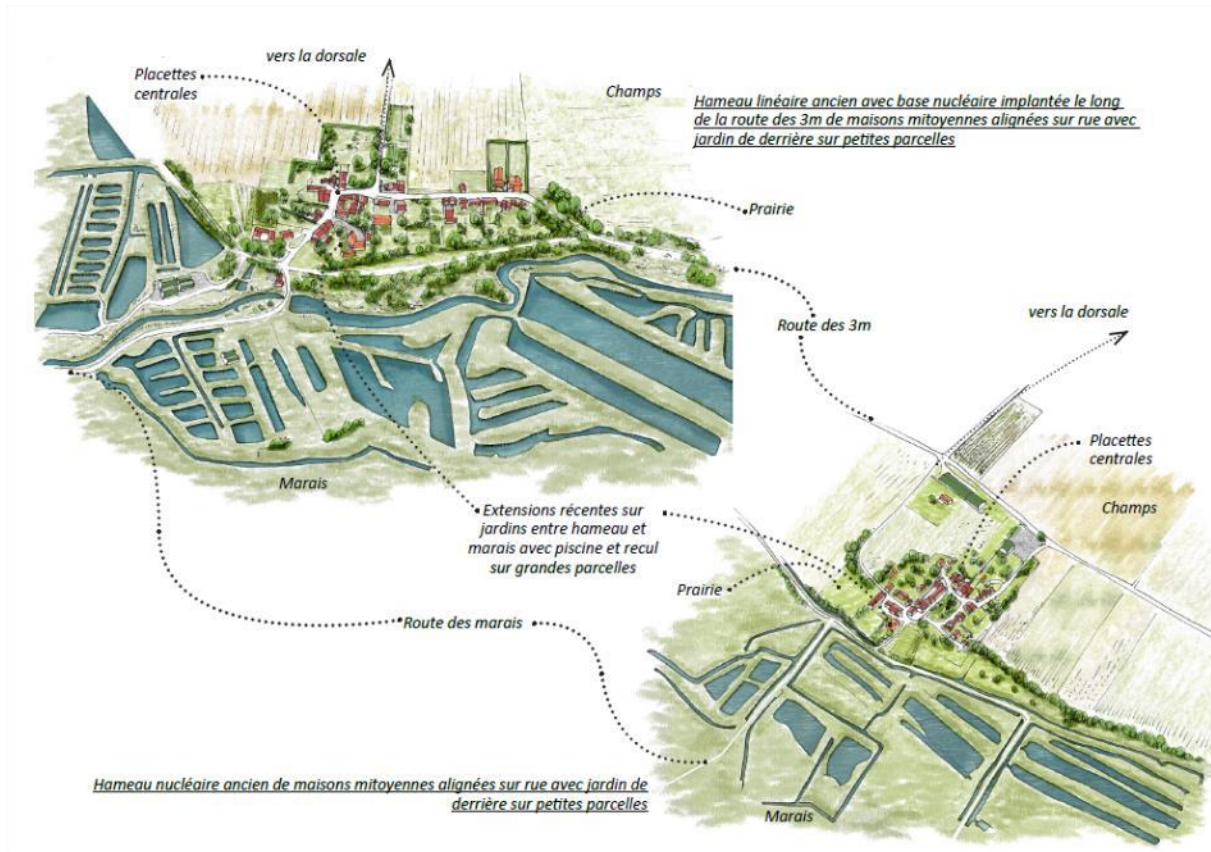 vers la dorsale
Placettes
centrales
Champs
Hameau linéaire ancien avec base nucléaire implantée le long
de la route des 3m de maisons mitoyennes alignées sur rue avec
jardin de derrière sur petites parcelles
Prairie
Route des 3m
vers la dorsale
Placettes
centrales
Champs
Marais
Extensions récentes sur
jardins entre hameau et
marais avec piscine et recul
sur grandes parcelles
Prairie
Route des marais
Hameau nucléaire ancien de maisons mitoyennes alignées sur rue avec jardin de
derrière sur petites parcelles
Marais